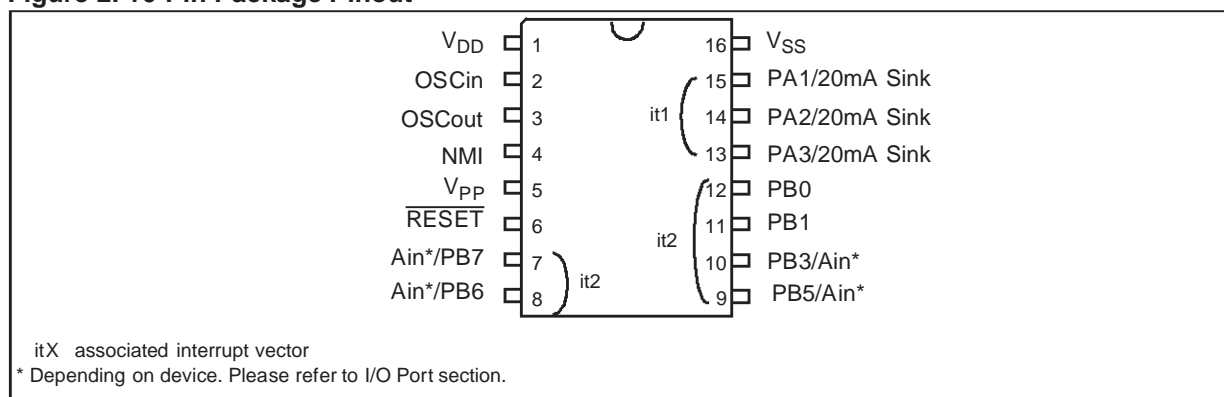 Figure 2. 16-Pin Package Pinout
VDD 1 16 VSS
OSCin 2 15 PA1/20mA Sink
OSCout 3 it1 14 PA2/20mA Sink
NMI 4 13 PA3/20mA Sink
VPP 5 12 PB0
RESET 6 11 PB1
it2
Ain*/PB7 7 10 PB3/Ain*
it2
Ain*/PB6 8 9 PB5/Ain*
itX associated interrupt vector
* Depending on device. Please refer to I/O Port section.